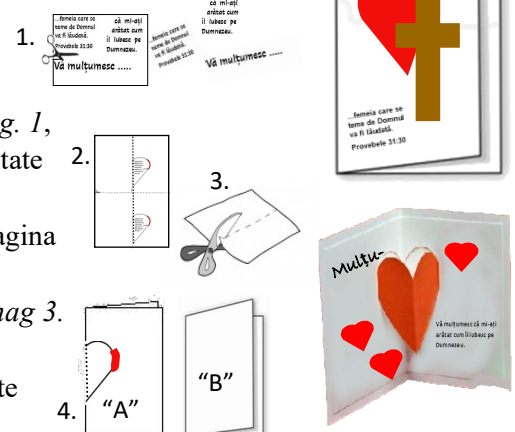 ...femeia care se
teme de Domnul
va fi lăudată.
Provebele 31:30
că mi-ați
arătat cum
îl iubesc pe
Dumnezeu.
Vă mulțumesc .....
1.
...femeia care se
teme de Domnul
va fi lăudată.
Provebele 31:30
că mi-ați
arătat cum
îl iubesc pe
Dumnezeu.
Vă mulțumesc .....
...femeia care se
teme de Domnul
va fi lăudată.
Provebele 31:30
g. 1,
tate
2.
3.
agina
mag 3.
te
4.
"A"
"B"
Mulțu-
Vă mulțumesc că mi-ați
arătat cum îl iubesc pe
Dumnezeu.